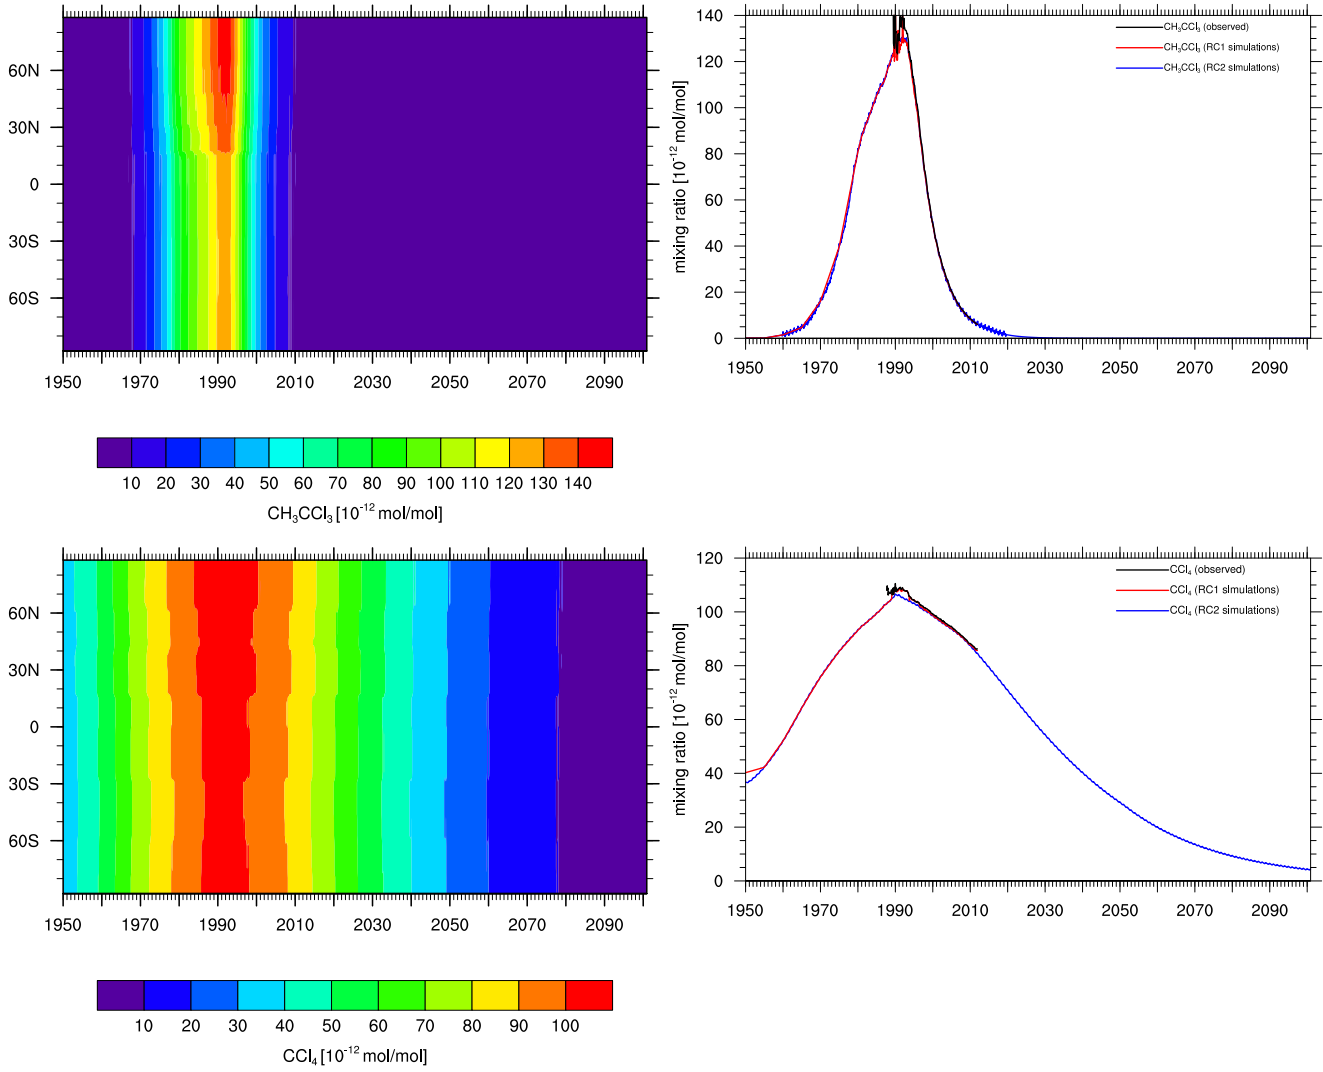 60N
30N
0
30S
60S
1950 1970 1990 2010 2030 2050 2070 2090
10 20 30 40 50 60 70 80 90 100 110 120 130 140
CH₃CCl₃ [10⁻¹² mol/mol]
mixing ratio [10⁻¹² mol/mol]
140
120
100
80
60
40
20
0
CH₃CCl₃ (observed)
CH₃CCl₃ (RC1 simulations)
CH₃CCl₃ (RC2 simulations)
1950 1970 1990 2010 2030 2050 2070 2090
60N
30N
0
30S
60S
1950 1970 1990 2010 2030 2050 2070 2090
10 20 30 40 50 60 70 80 90 100
CCl₄ [10⁻¹² mol/mol]
mixing ratio [10⁻¹² mol/mol]
120
100
80
60
40
20
0
CCl₄ (observed)
CCl₄ (RC1 simulations)
CCl₄ (RC2 simulations)
1950 1970 1990 2010 2030 2050 2070 2090